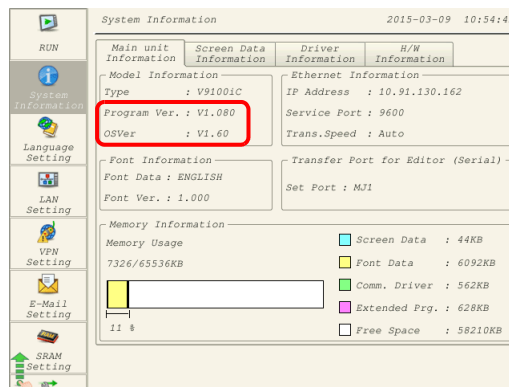 System Information 2015-03-09 10:54:4
RUN
System Information
Language Setting
LAN Setting
VPN Setting
E-Mail Setting
SRAM Setting
Main unit Information
Screen Data Information
Driver Information
H/W Information
Model Information
Type : V9100iC
Program Ver. : V1.080
OSVer : V1.60
Ethernet Information
IP Address : 10.91.130.162
Service Port : 9600
Trans.Speed : Auto
Font Information
Font Data : ENGLISH
Font Ver. : 1.000
Transfer Port for Editor (Serial)
Set Port : MJ1
Memory Information
Memory Usage
7326/65536KB
11 %
Screen Data : 44KB
Font Data : 6092KB
Comm. Driver : 562KB
Extended Prg. : 628KB
Free Space : 58210KB